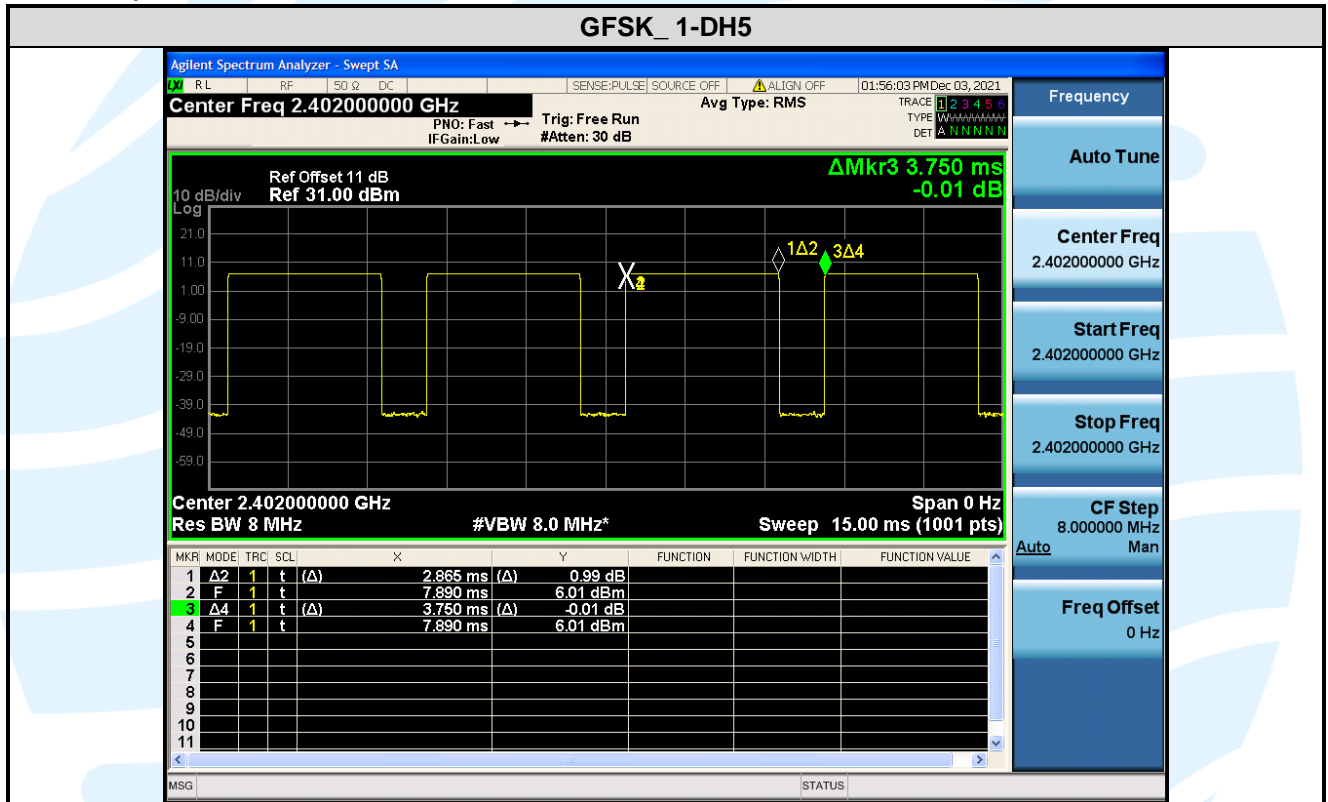 GFSK_ 1-DH5
Agilent Spectrum Analyzer - Swept SA
LXI RL RF 50 Ω DC SENSE:PULSE SOURCE OFF ALIGN OFF 01:56:03 PM Dec 03, 2021
Center Freq 2.402000000 GHz Avg Type: RMS TRACE 1 2 3 4 5 6
PNO: Fast Trig: Free Run TYPE
IFGain:Low #Atten: 30 dB DET A N N N N N
ΔMkr3 3.750 ms
-0.01 dB
Ref Offset 11 dB
10 dB/div Ref 31.00 dBm
Log
21.0
11.0
1.00
-9.00
-19.0
-29.0
-39.0
-49.0
-59.0
1Δ2 3Δ4
X
Center 2.402000000 GHz Span 0 Hz
Res BW 8 MHz #VBW 8.0 MHz* Sweep 15.00 ms (1001 pts)
MKR MODE TRC SCL X Y FUNCTION FUNCTION WIDTH FUNCTION VALUE
1 Δ2 1 t (Δ) 2.865 ms (Δ) 0.99 dB
2 F 1 t 7.890 ms 6.01 dBm
3 Δ4 1 t (Δ) 3.750 ms (Δ) -0.01 dB
4 F 1 t 7.890 ms 6.01 dBm
5
6
7
8
9
10
11
MSG STATUS
Frequency
Auto Tune
Center Freq
2.402000000 GHz
Start Freq
2.402000000 GHz
Stop Freq
2.402000000 GHz
CF Step
8.000000 MHz
Auto Man
Freq Offset
0 Hz